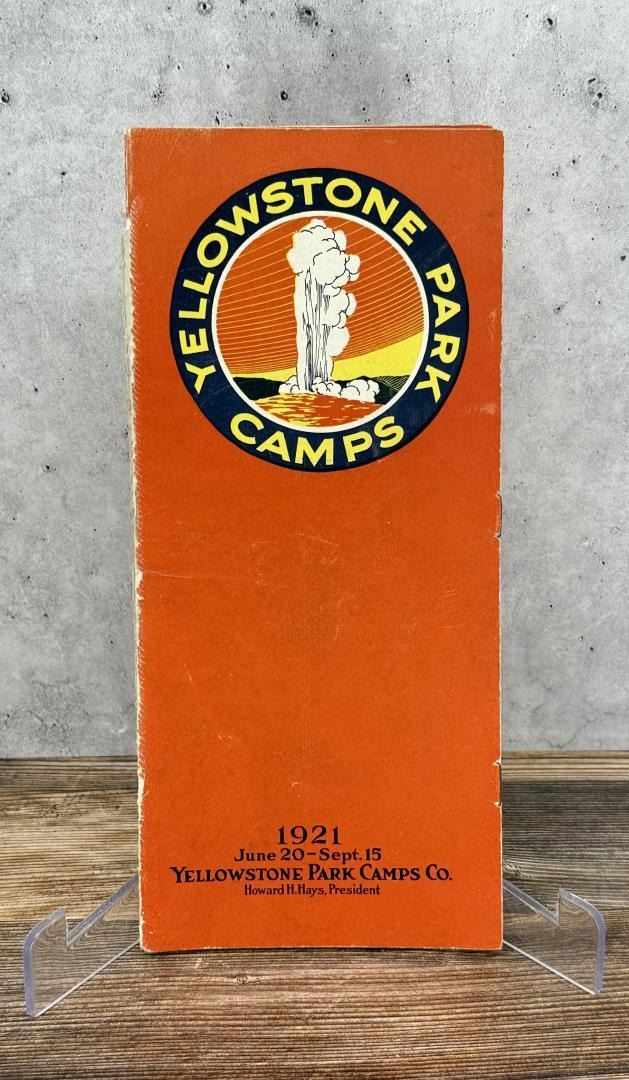 YELLOWSTONE PARK
CAMPS
1921
June 20-Sept. 15
YELLOWSTONE PARK CAMPS CO.
Howard H. Hays, President